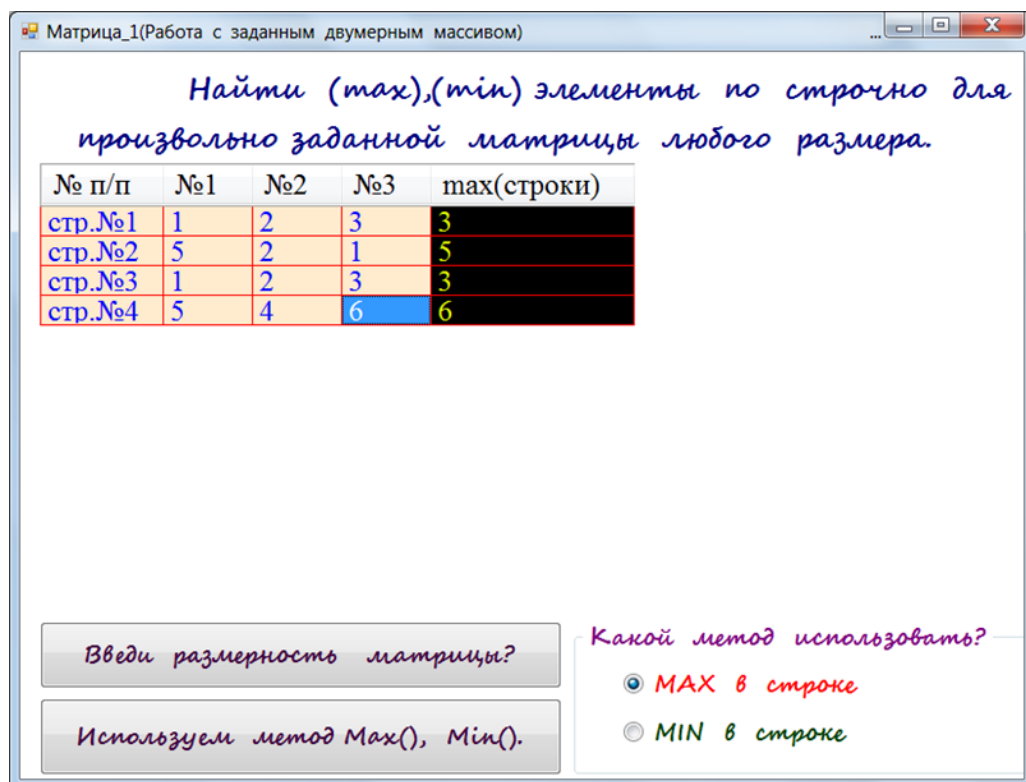 Матрица_1(Работа с заданным двумерным массивом)
...
Найти (max),(min) элементы по строчно для
произвольно заданной матрицы любого размера.
№ п/п №1 №2 №3 max(строки)
стр.№1 1 2 3 3
стр.№2 5 2 1 5
стр.№3 1 2 3 3
стр.№4 5 4 6 6
Введи размерность матрицы?
Используем метод Max(), Min().
Какой метод использовать?
MAX в строке
MIN в строке